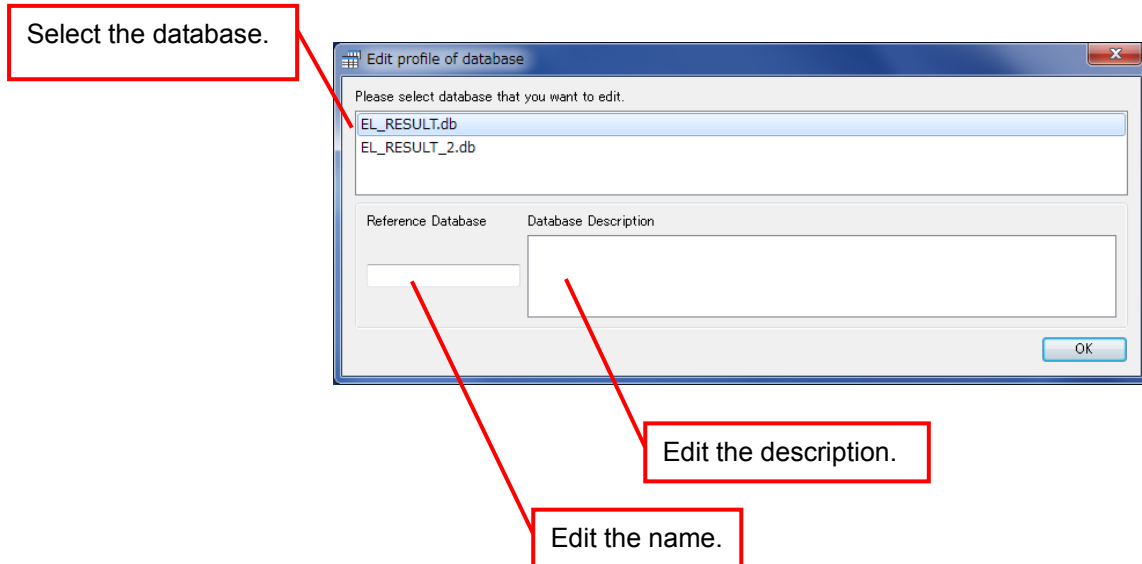 Select the database.
Edit profile of database
Please select database that you want to edit.
EL_RESULT.db
EL_RESULT_2.db
Reference Database
Database Description
OK
Edit the description.
Edit the name.